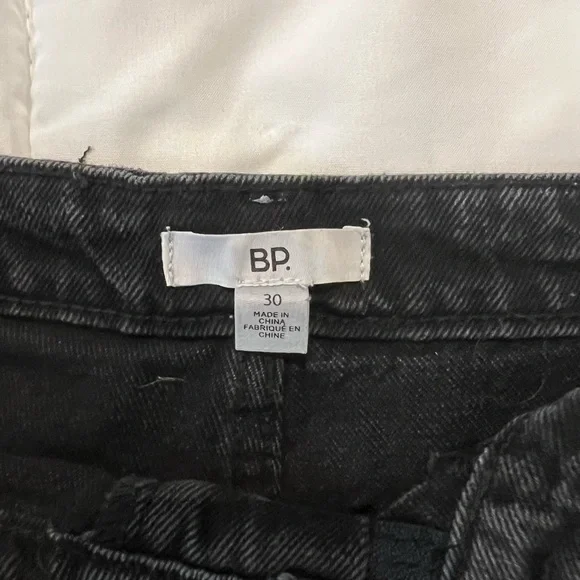 BP.
30
MADE IN
CHINA
FABRIQUÉ EN
CHINE